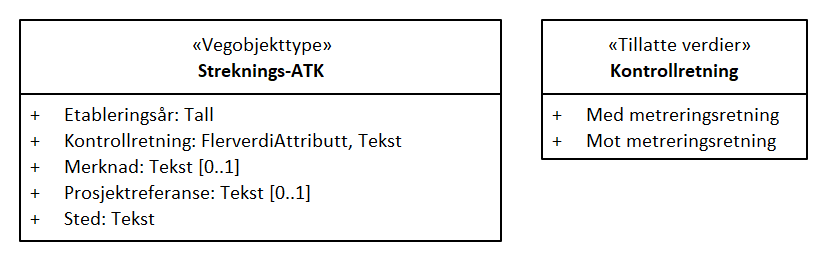 «Vegobjekttype»
Streknings-ATK
+ Etableringsår: Tall
+ Kontrollretning: FlerverdiAttributt, Tekst
+ Merknad: Tekst [0..1]
+ Prosjektreferanse: Tekst [0..1]
+ Sted: Tekst
«Tillatte verdier»
Kontrollretning
+ Med metreringsretning
+ Mot metreringsretning